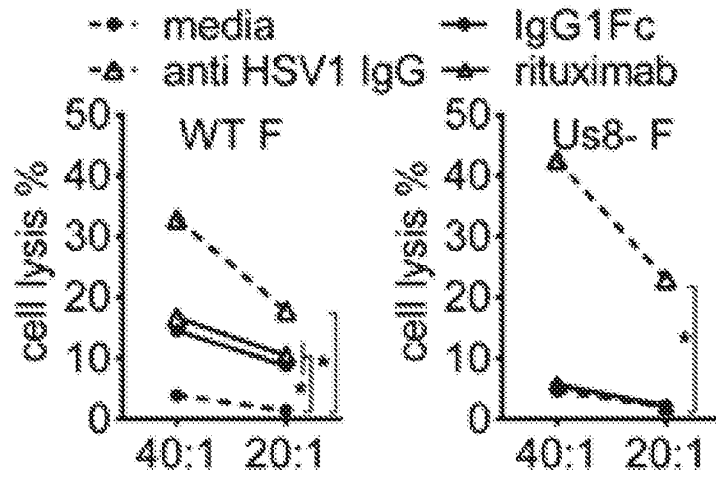 media
IgG1Fc
anti HSV1 IgG
rituximab
WT F
cell lysis %
50
40
30
20
10
0
40:1 20:1
*
*
Us8- F
cell lysis %
50
40
30
20
10
0
40:1 20:1
*